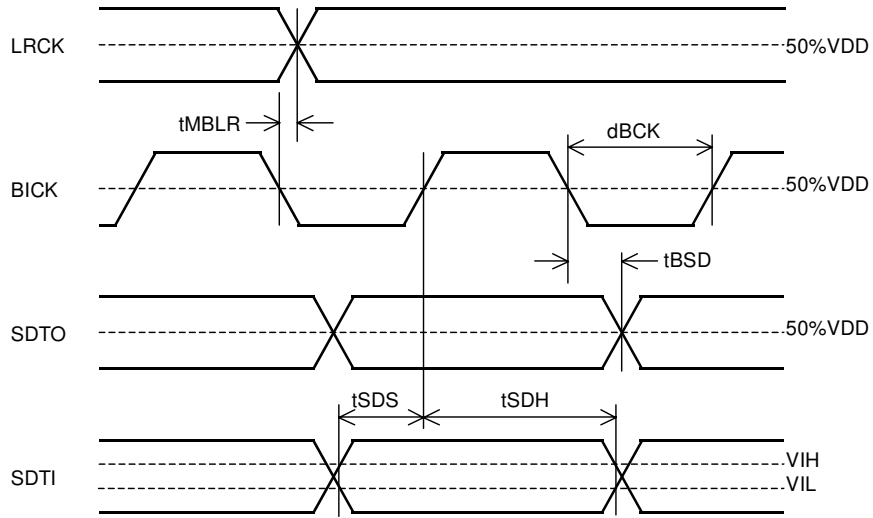 LRCK
50%VDD
tMBLR
dBCK
BICK
50%VDD
tBSD
SDTO
50%VDD
tSDS
tSDH
SDTI
VIH
VIL